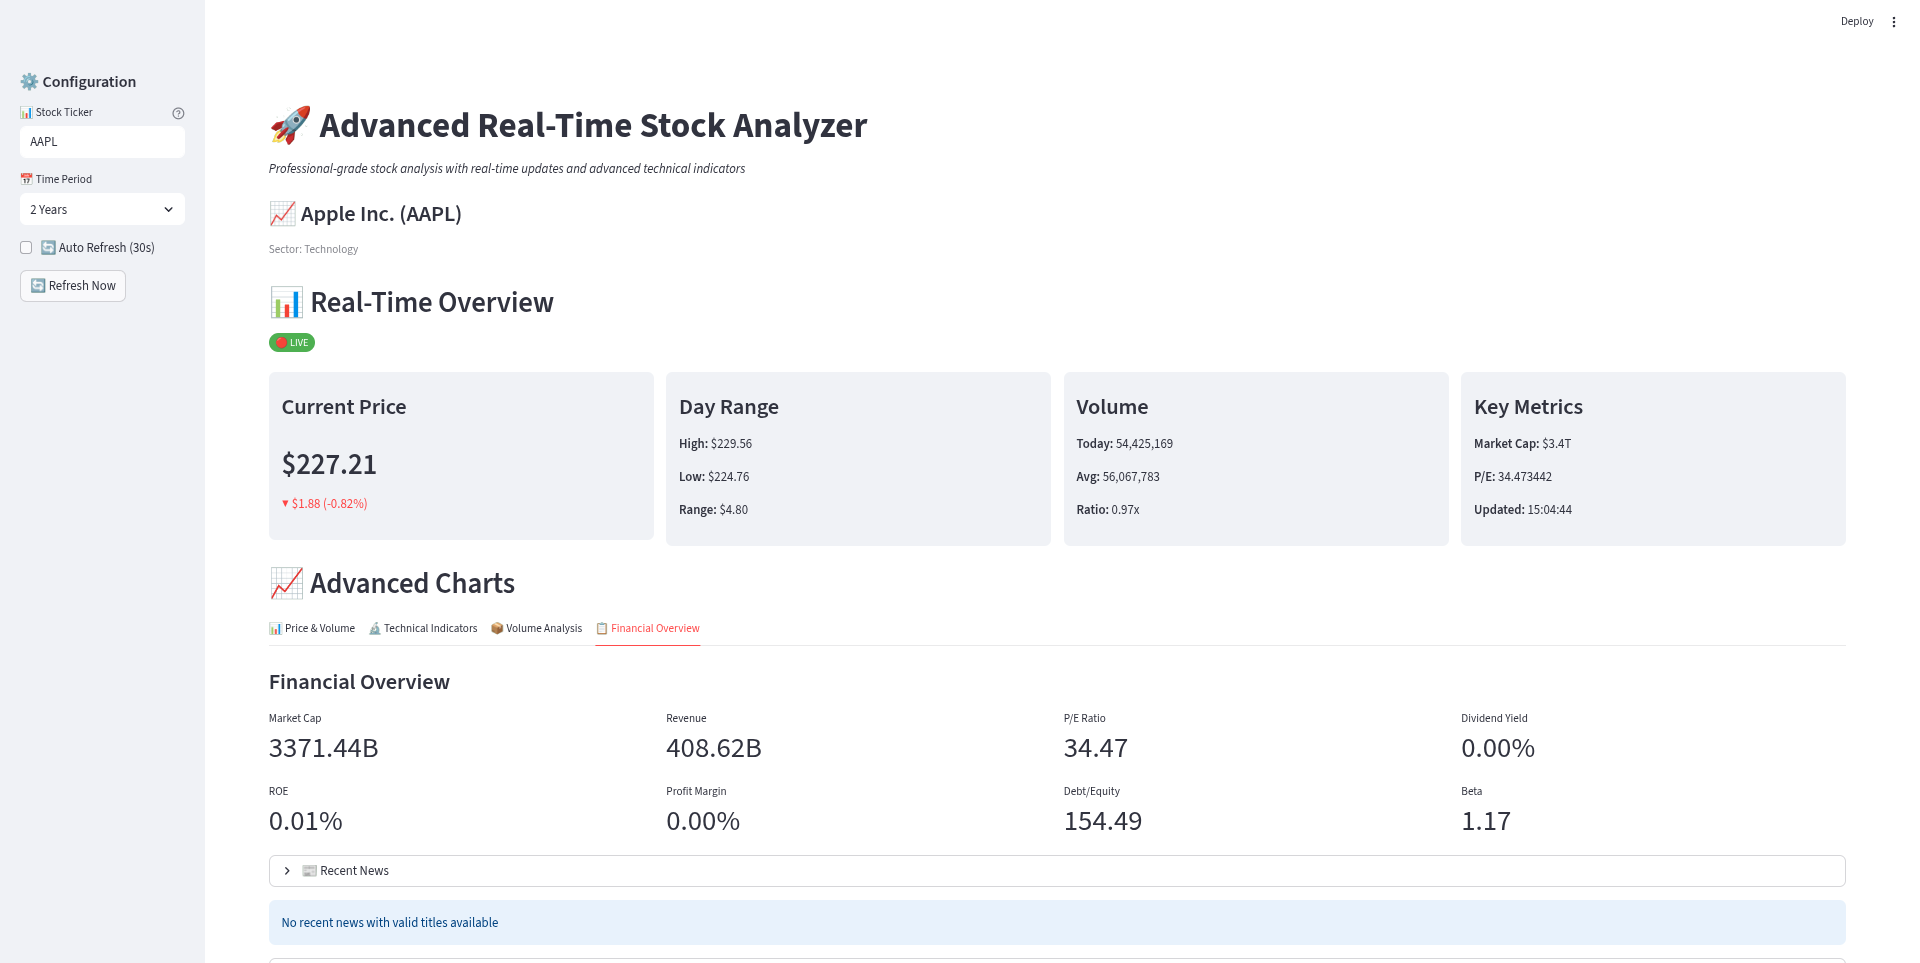 Deploy
Configuration
Stock Ticker
AAPL
Time Period
2 Years
Auto Refresh (30s)
Refresh Now
Advanced Real-Time Stock Analyzer
Professional-grade stock analysis with real-time updates and advanced technical indicators
Apple Inc. (AAPL)
Sector: Technology
Real-Time Overview
LIVE
Current Price
$227.21
▼ $1.88 (-0.82%)
Day Range
High: $229.56
Low: $224.76
Range: $4.80
Volume
Today: 54,425,169
Avg: 56,067,783
Ratio: 0.97x
Key Metrics
Market Cap: $3.4T
P/E: 34.473442
Updated: 15:04:44
Advanced Charts
Price & Volume Technical Indicators Volume Analysis Financial Overview
Financial Overview
Market Cap
3371.44B
Revenue
408.62B
P/E Ratio
34.47
Dividend Yield
0.00%
ROE
0.01%
Profit Margin
0.00%
Debt/Equity
154.49
Beta
1.17
Recent News
No recent news with valid titles available